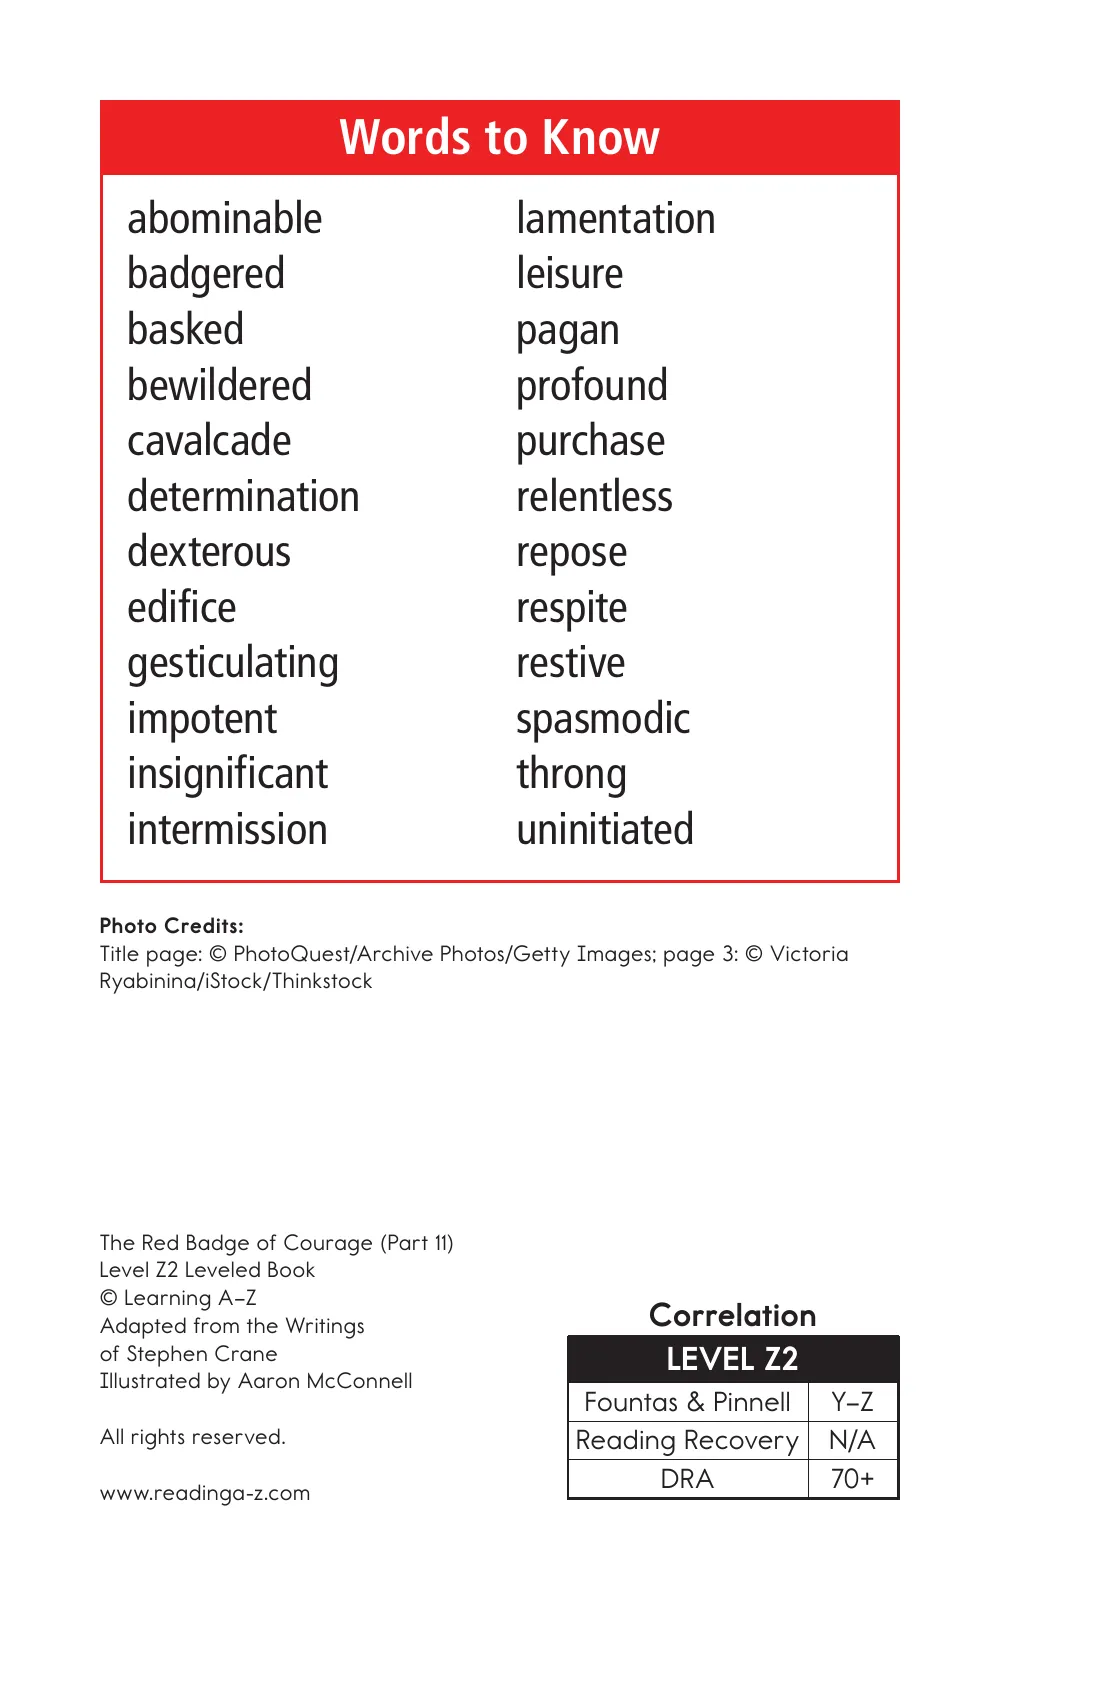 Words to Know
abominable
badgered
basked
bewildered
cavalcade
determination
dexterous
edifice
gesticulating
impotent
insignificant
intermission
lamentation
leisure
pagan
profound
purchase
relentless
repose
respite
restive
spasmodic
throng
uninitiated
Photo Credits:
Title page: © PhotoQuest/Archive Photos/Getty Images; page 3: © Victoria
Ryabinina/iStock/Thinkstock
The Red Badge of Courage (Part 11)
Level Z2 Leveled Book
© Learning A–Z
Adapted from the Writings
of Stephen Crane
Illustrated by Aaron McConnell
All rights reserved.
www.readinga-z.com
Correlation
LEVEL Z2
Fountas & Pinnell Y–Z
Reading Recovery N/A
DRA 70+